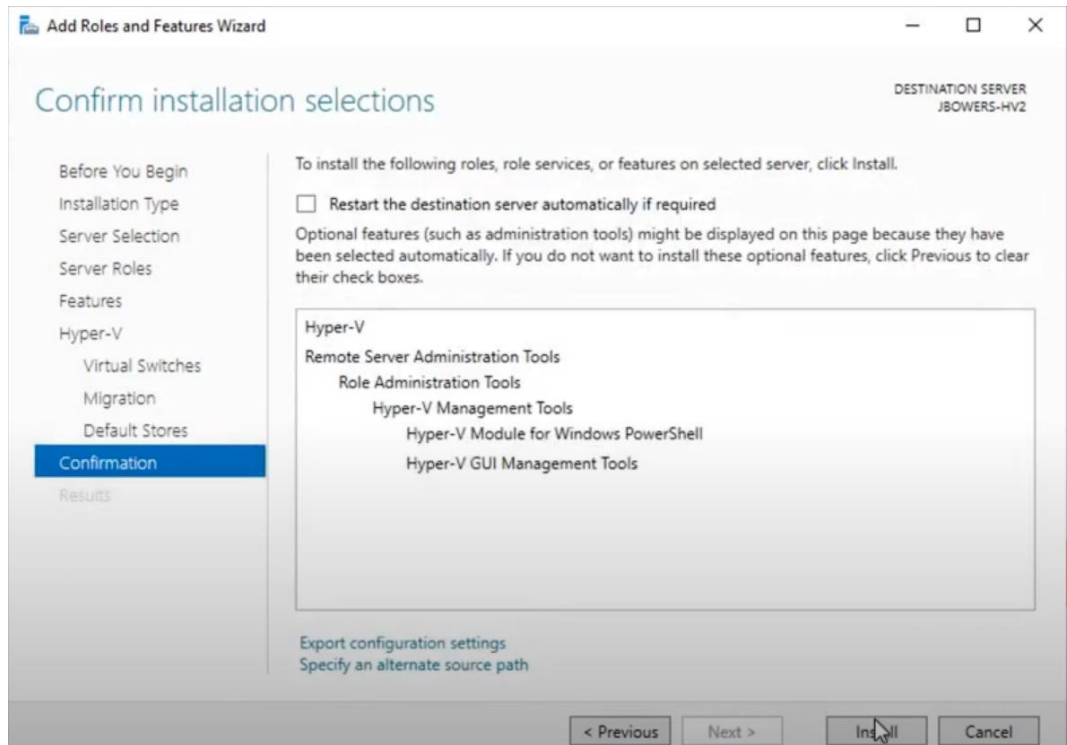 Add Roles and Features Wizard
Confirm installation selections
DESTINATION SERVER
JBOWERS-HV2
Before You Begin
Installation Type
Server Selection
Server Roles
Features
Hyper-V
Virtual Switches
Migration
Default Stores
Confirmation
Results
To install the following roles, role services, or features on selected server, click Install.
Restart the destination server automatically if required
Optional features (such as administration tools) might be displayed on this page because they have
been selected automatically. If you do not want to install these optional features, click Previous to clear
their check boxes.
Hyper-V
Remote Server Administration Tools
Role Administration Tools
Hyper-V Management Tools
Hyper-V Module for Windows PowerShell
Hyper-V GUI Management Tools
Export configuration settings
Specify an alternate source path
< Previous
Next >
Install
Cancel